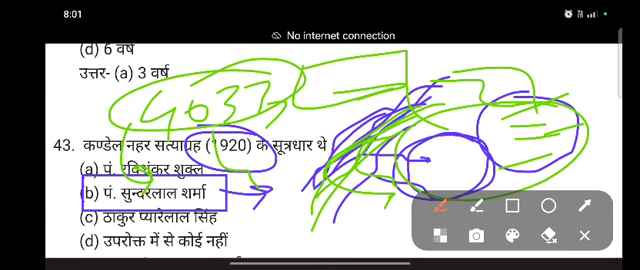 8:01
No internet connection
(d) 6 वर्ष
उत्तर- (a) 3 वर्ष
4033
43. कण्डेल नहर सत्याग्रह (1920) के सूत्रधार थे
(a) पं. रविशंकर शुक्ल
(b) पं. सुन्दरलाल शर्मा
(c) ठाकुर प्यारेलाल सिंह
(d) उपरोक्त में से कोई नहीं